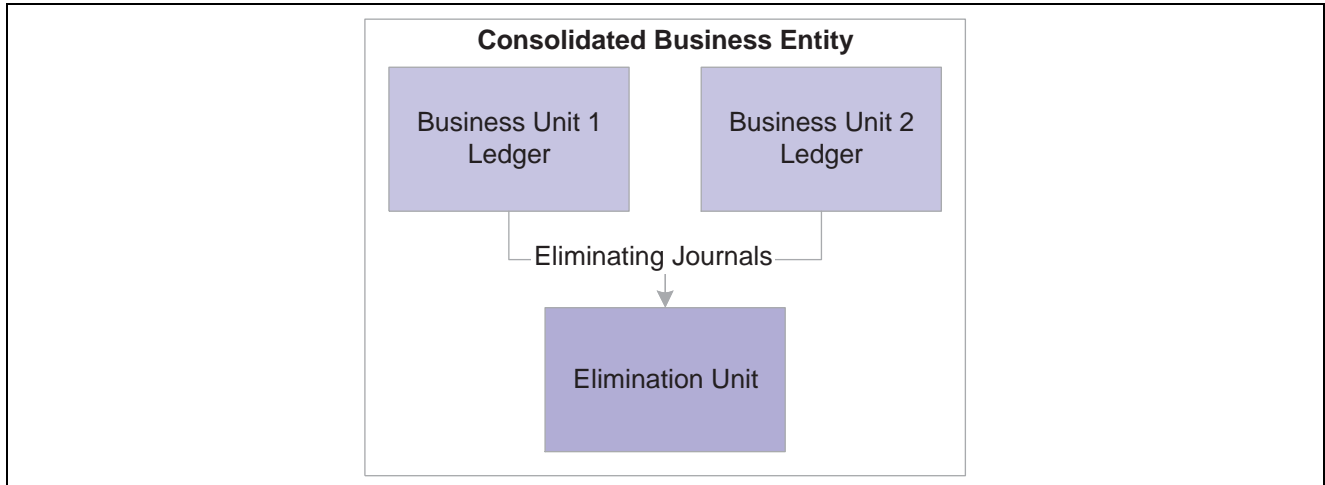 Consolidated Business Entity
Business Unit 1
Ledger
Business Unit 2
Ledger
Eliminating Journals
Elimination Unit